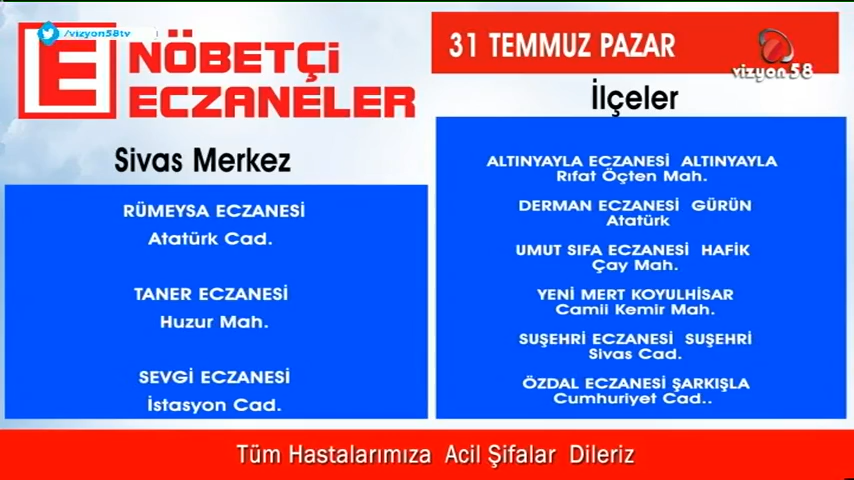 /vizyon58tv
E NÖBETÇİ
ECZANELER
31 TEMMUZ PAZAR
vizyon 58
Sivas Merkez
RÜMEYSA ECZANESİ
Atatürk Cad.
TANER ECZANESİ
Huzur Mah.
SEVGİ ECZANESİ
İstasyon Cad.
İlçeler
ALTINYAYLA ECZANESİ ALTINYAYLA
Rıfat Öçten Mah.
DERMAN ECZANESİ GÜRÜN
Atatürk
UMUT SIFA ECZANESİ HAFİK
Çay Mah.
YENİ MERT KOYULHİSAR
Camii Kemir Mah.
SUŞEHRİ ECZANESİ SUŞEHRİ
Sivas Cad.
ÖZDAL ECZANESİ ŞARKIŞLA
Cumhuriyet Cad..
Tüm Hastalarımıza Acil Şifalar Dileriz